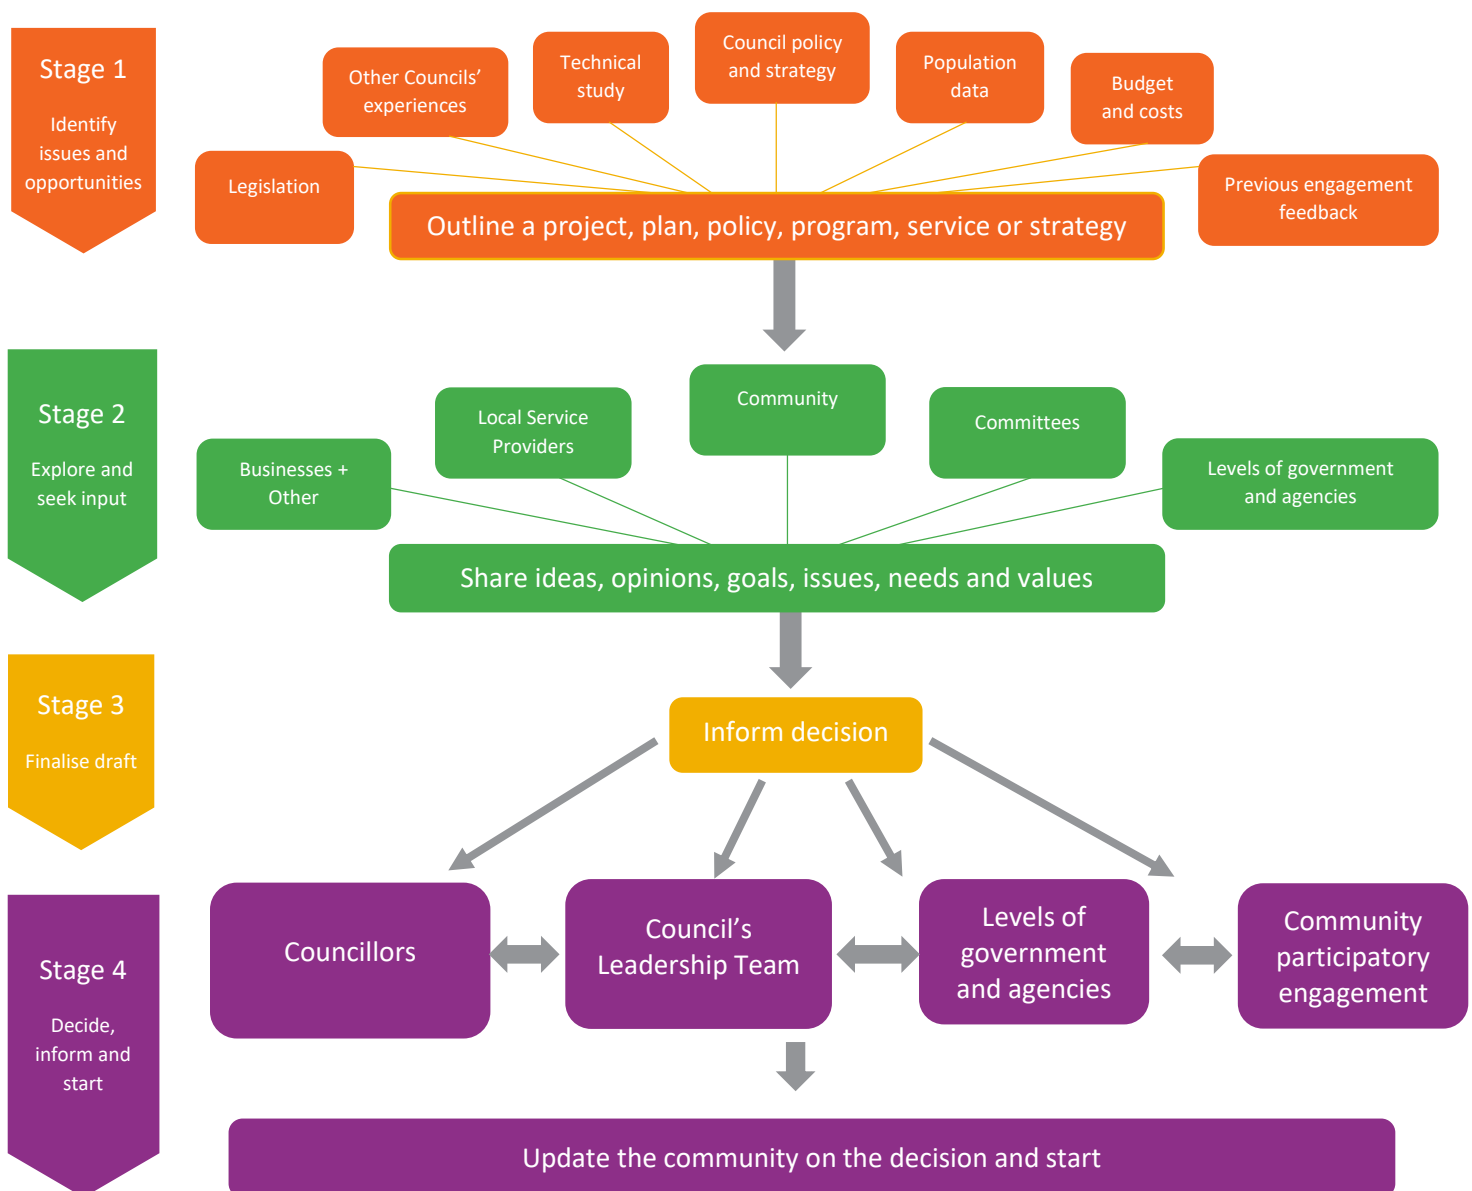 Stage 1
Identify
issues and
opportunities
Legislation
Other Councils'
experiences
Technical
study
Council policy
and strategy
Population
data
Budget
and costs
Previous engagement
feedback
Outline a project, plan, policy, program, service or strategy
Stage 2
Explore and
seek input
Businesses +
Other
Local Service
Providers
Community
Committees
Levels of government
and agencies
Share ideas, opinions, goals, issues, needs and values
Stage 3
Finalise draft
Inform decision
Stage 4
Decide,
inform and
start
Councillors
Council's
Leadership Team
Levels of
government
and agencies
Community
participatory
engagement
Update the community on the decision and start